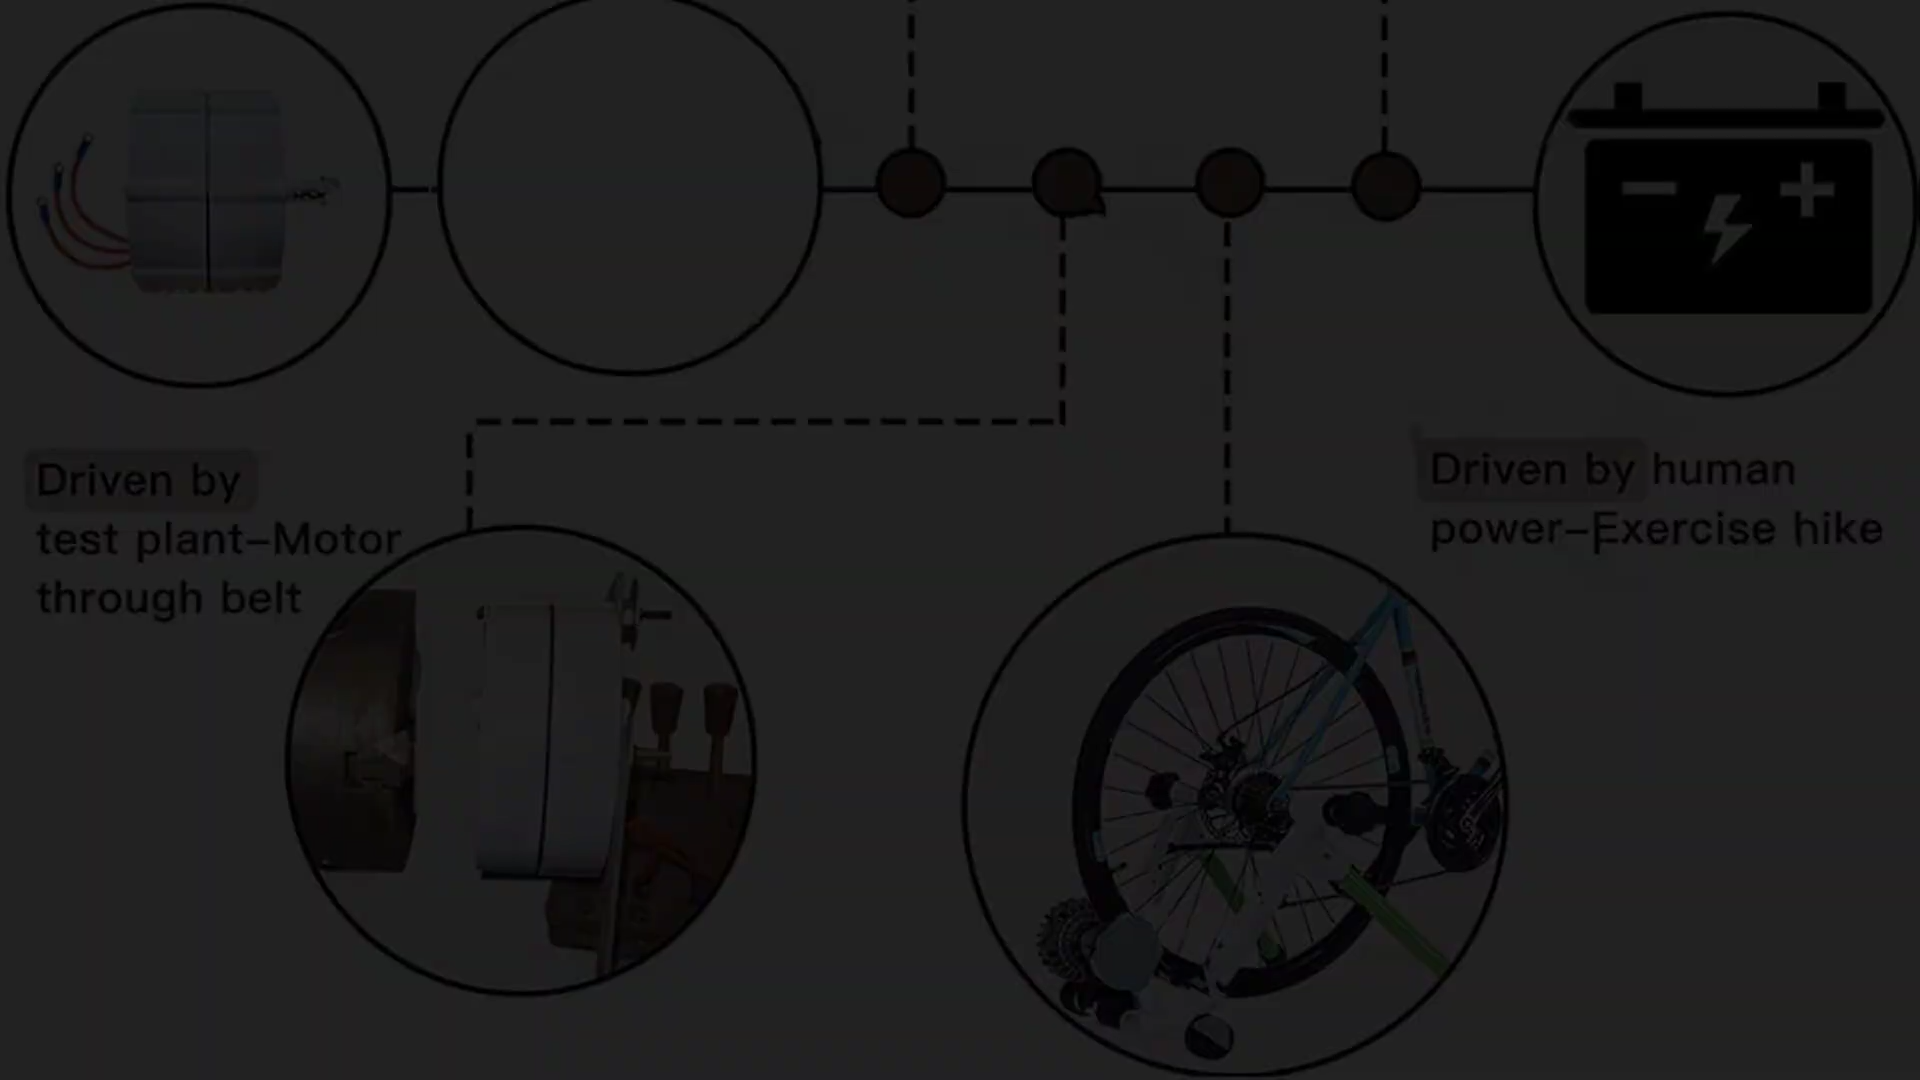 Driven by
test plant–Motor
through belt
Driven by human
power–Exercise hike